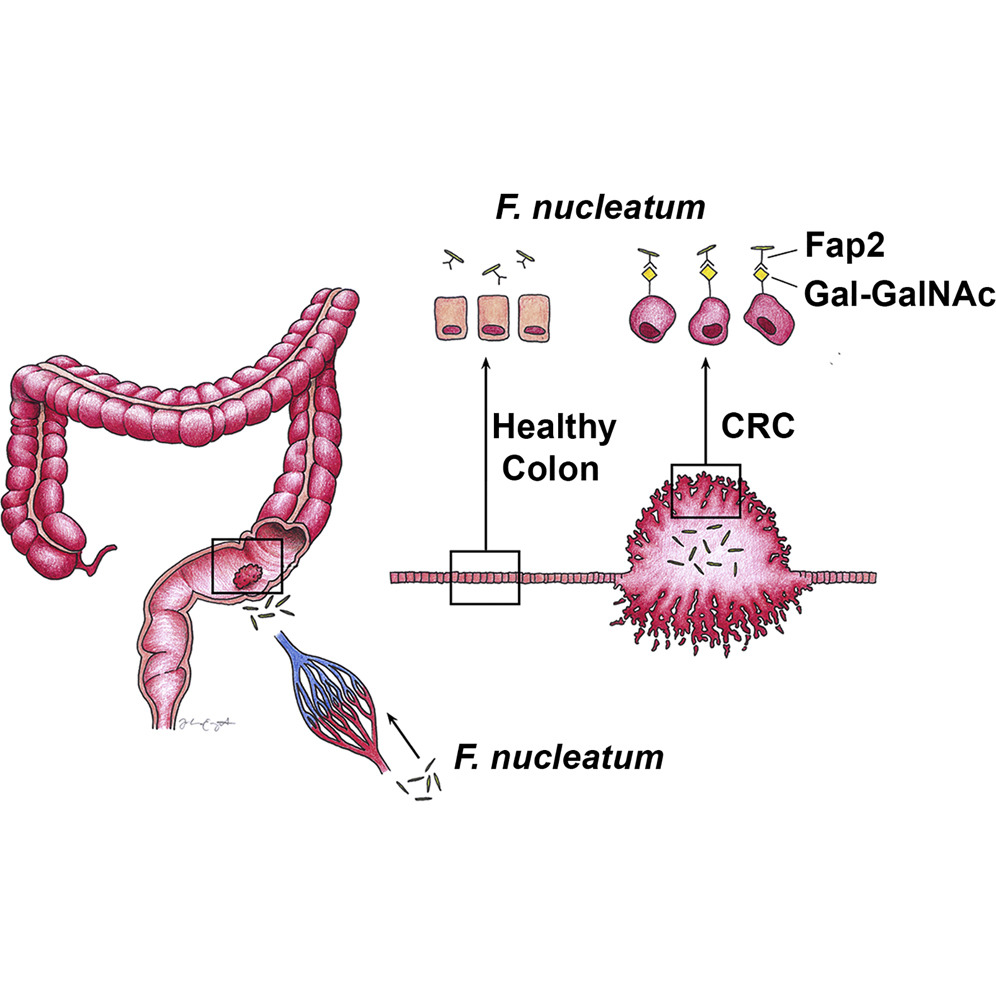 F. nucleatum
Fap2
Gal-GalNAc
Healthy
Colon
CRC
F. nucleatum